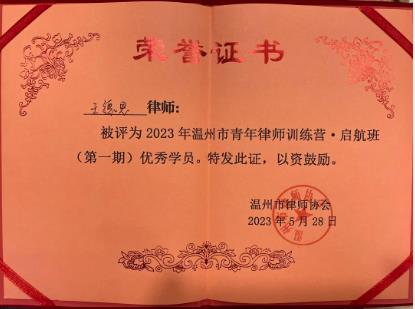 荣誉证书
王德思 律师:
被评为2023年温州市青年律师训练营·启航班
(第一期)优秀学员。特发此证,以资鼓励。
温州市律师协会
2023年5月28日